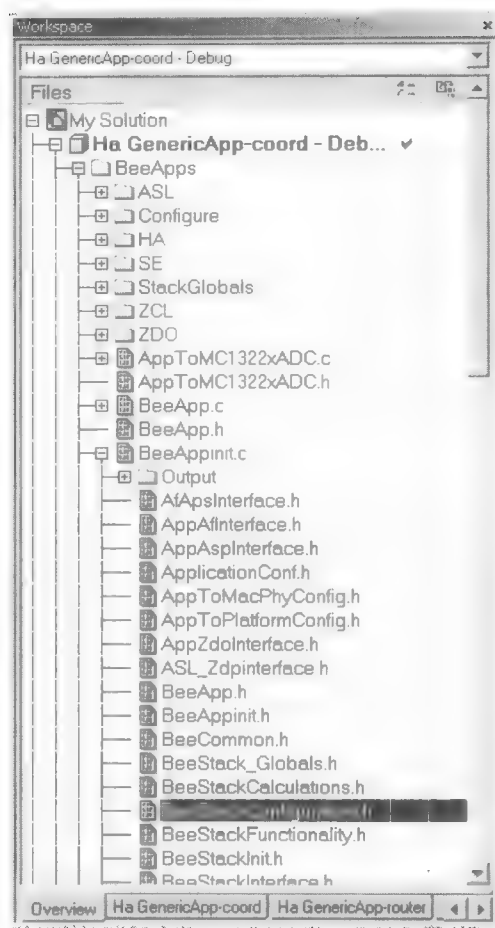 Workspace
Ha GenericApp-coord - Debug
Files
My Solution
Ha GenericApp-coord - Deb...
BeeApps
ASL
Configure
HA
SE
StackGlobals
ZCL
ZDO
AppToMC1322xADC.c
AppToMC1322xADC.h
BeeApp.c
BeeApp.h
BeeAppinit.c
Output
AfApsInterface.h
AppAfInterface.h
AppAspInterface.h
ApplicationConf.h
AppToMacPhyConfig.h
AppToPlatformConfig.h
AppZdoInterface.h
ASL_Zdpinterface h
BeeApp.h
BeeAppinit.h
BeeCommon.h
BeeStack_Globals.h
BeeStackCalculations.h
BeeStackFunctionality.h
BeeStackInit.h
BeeStackInterface.h
Overview Ha GenericApp-coord Ha GenericApp-router